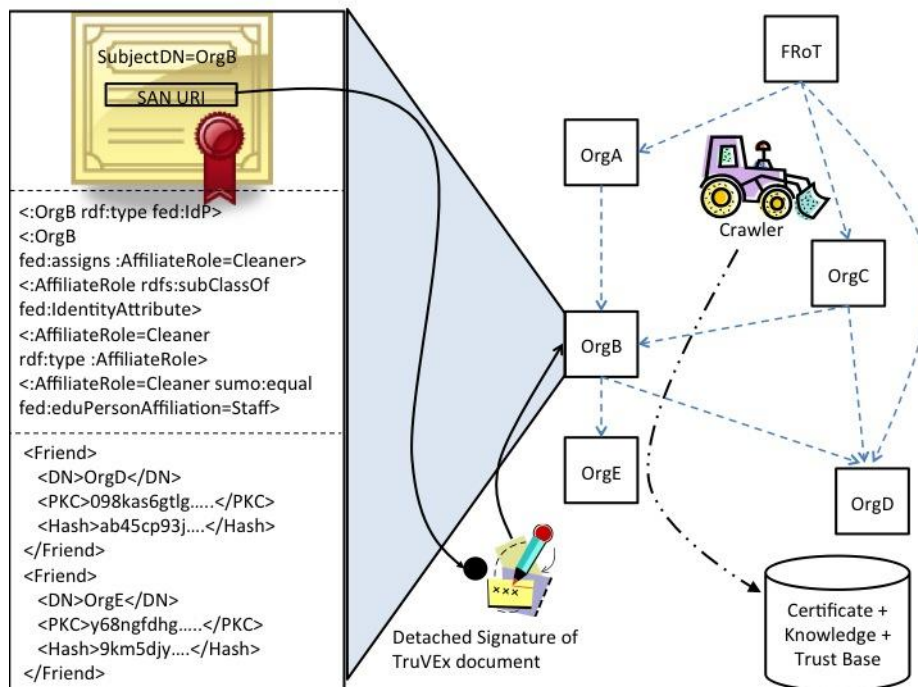 SubjectDN=OrgB
SAN URI
<:OrgB rdf:type fed:IdP>
<:OrgB
fed:assigns :AffiliateRole=Cleaner>
<:AffiliateRole rdfs:subClassOf
fed:IdentityAttribute>
<:AffiliateRole=Cleaner
rdf:type :AffiliateRole>
<:AffiliateRole=Cleaner sumo:equal
fed:eduPersonAffiliation=Staff>
<Friend>
<DN>OrgD</DN>
<PKC>098kas6gtlg.....</PKC>
<Hash>ab45cp93j....</Hash>
</Friend>
<Friend>
<DN>OrgE</DN>
<PKC>y68ngfdhg.....</PKC>
<Hash>9km5djy....</Hash>
</Friend>
FRoT
OrgA
Crawler
OrgC
OrgB
OrgE
OrgD
×××
Detached Signature of
TruVEx document
Certificate +
Knowledge +
Trust Base